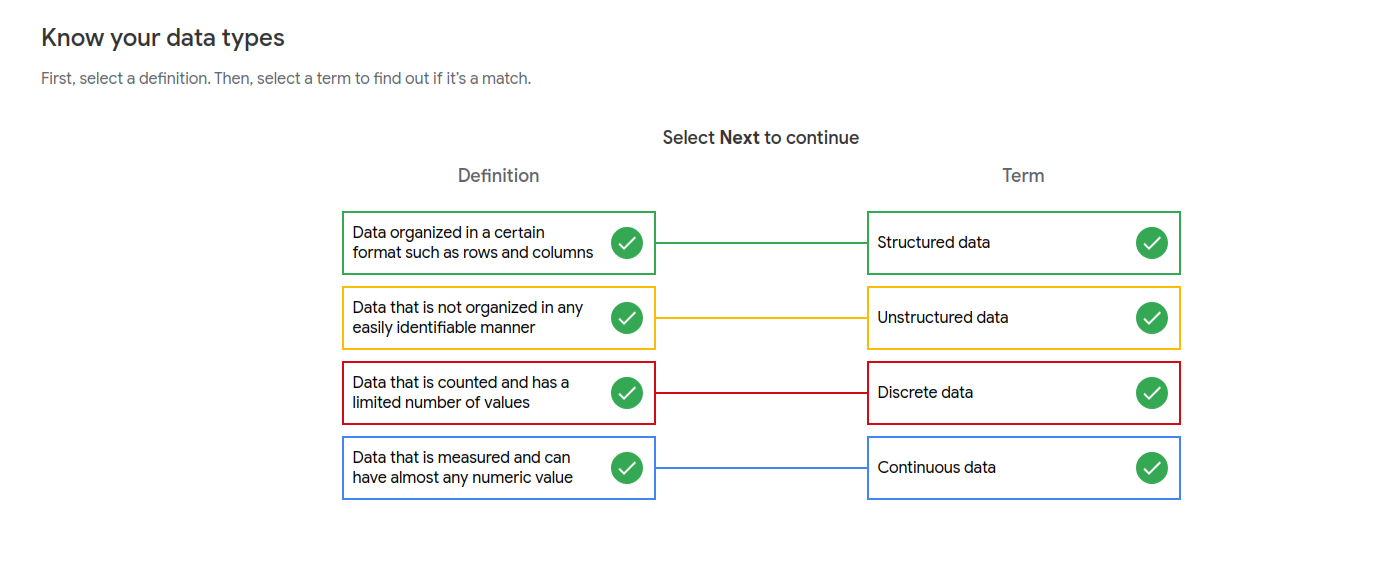 Know your data types
First, select a definition. Then, select a term to find out if it's a match.
Select Next to continue
Definition
Term
Data organized in a certain
format such as rows and columns
Structured data
Data that is not organized in any
easily identifiable manner
Unstructured data
Data that is counted and has a
limited number of values
Discrete data
Data that is measured and can
have almost any numeric value
Continuous data